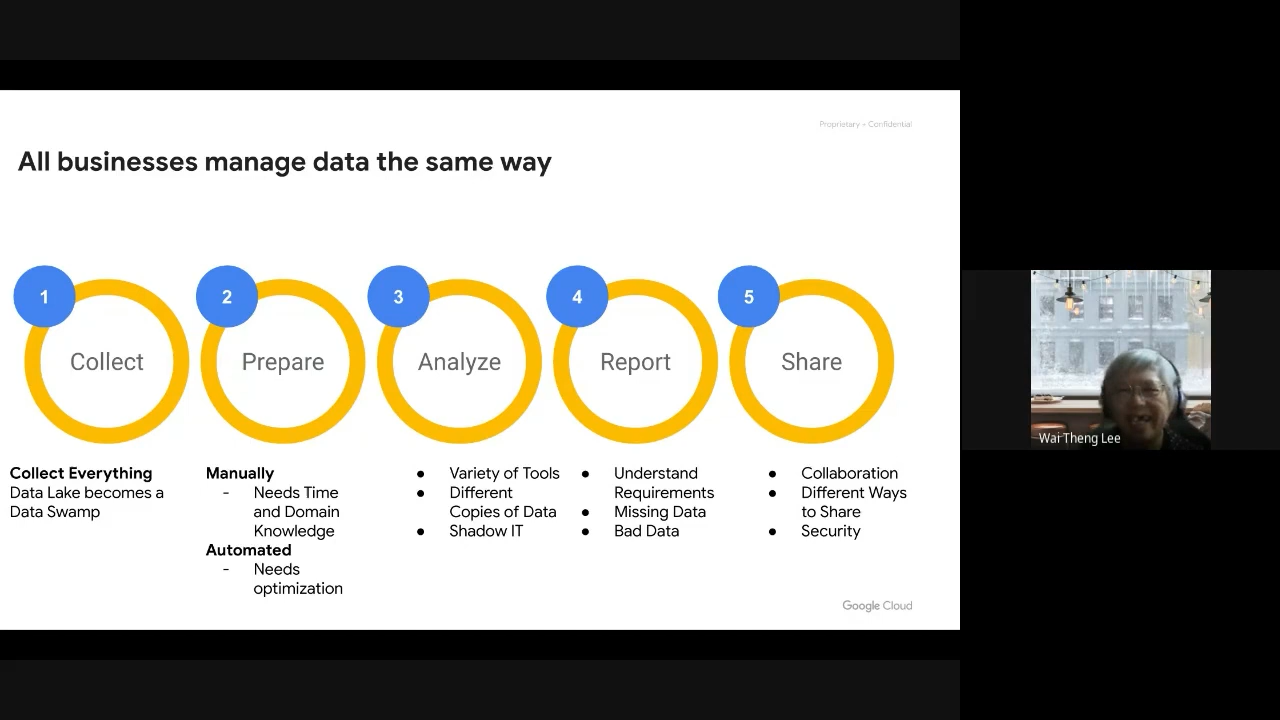 Proprietary + Confidential
All businesses manage data the same way
1
2
3
4
5
Collect
Prepare
Analyze
Report
Share
Collect Everything
Data Lake becomes a
Data Swamp
Manually
- Needs Time
and Domain
Knowledge
Automated
- Needs
optimization
● Variety of Tools
● Different
Copies of Data
● Shadow IT
● Understand
Requirements
● Missing Data
● Bad Data
● Collaboration
● Different Ways
to Share
● Security
Google Cloud
Wai Theng Lee